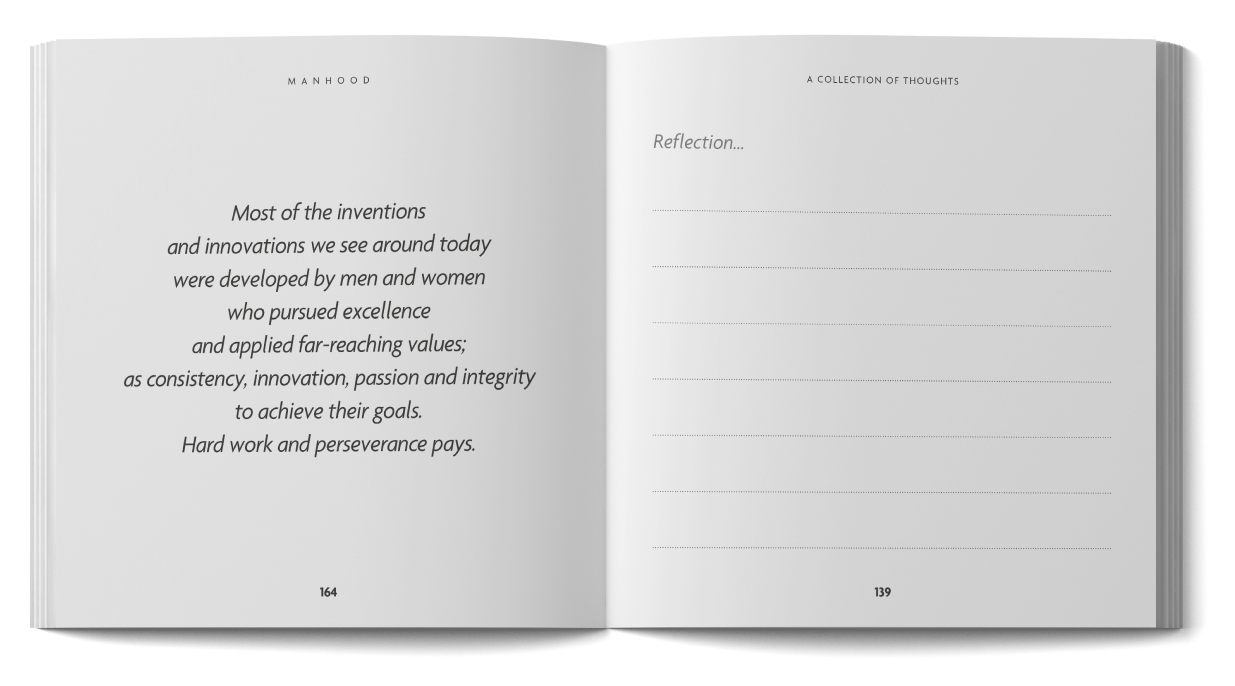 MANHOOD
Most of the inventions
and innovations we see around today
were developed by men and women
who pursued excellence
and applied far-reaching values;
as consistency, innovation, passion and integrity
to achieve their goals.
Hard work and perseverance pays.
164
A COLLECTION OF THOUGHTS
Reflection...
139